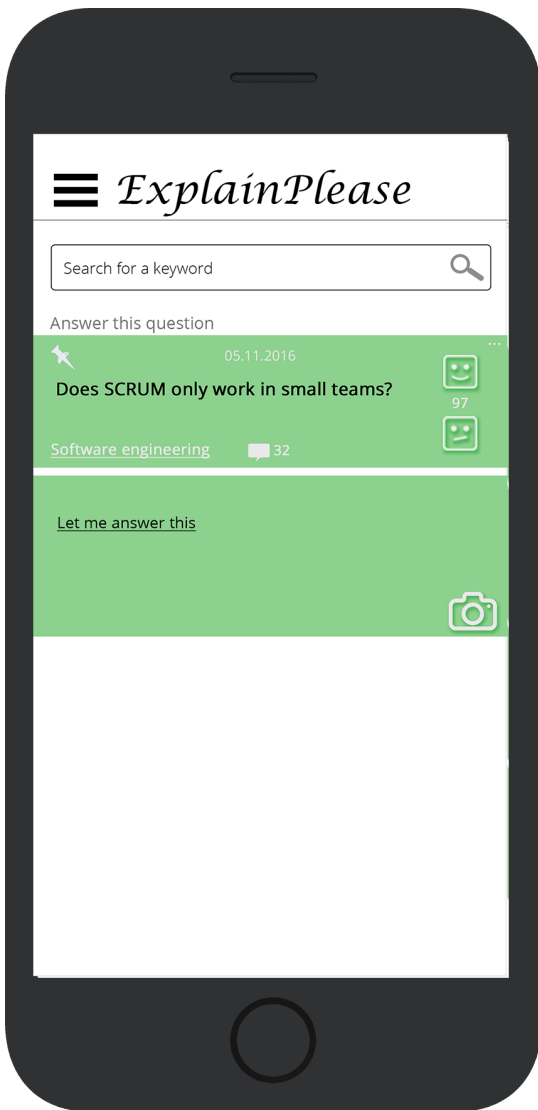 ExplainPlease
Search for a keyword
Answer this question
05.11.2016
Does SCRUM only work in small teams?
97
Software engineering 32
Let me answer this